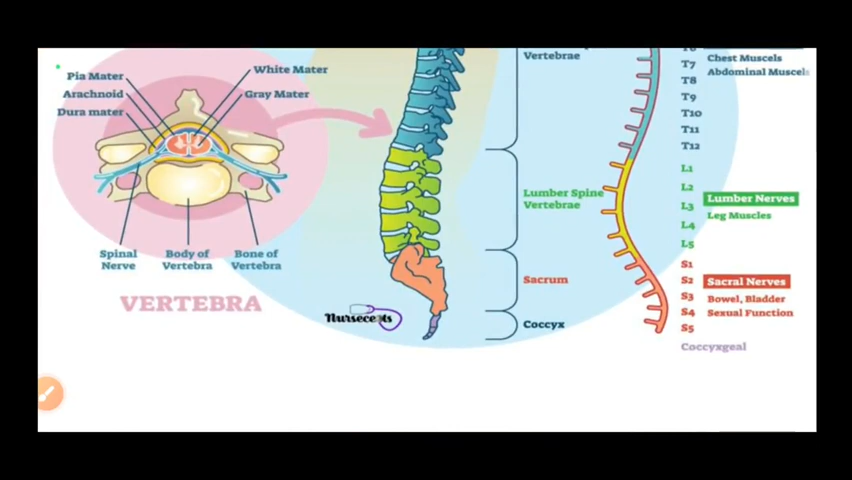 Pia Mater
Arachnoid
Dura mater
White Mater
Gray Mater
Spinal
Nerve
Body of
Vertebra
Bone of
Vertebra
VERTEBRA
Vertebrae
Lumber Spine
Vertebrae
Sacrum
Coccyx
T7
T8
T9
T10
T11
T12
L1
L2
L3
L4
L5
S1
S2
S3
S4
S5
Coccyxgeal
Chest Muscels
Abdominal Muscels
Lumber Nerves
Leg Muscles
Sacral Nerves
Bowel, Bladder
Sexual Function